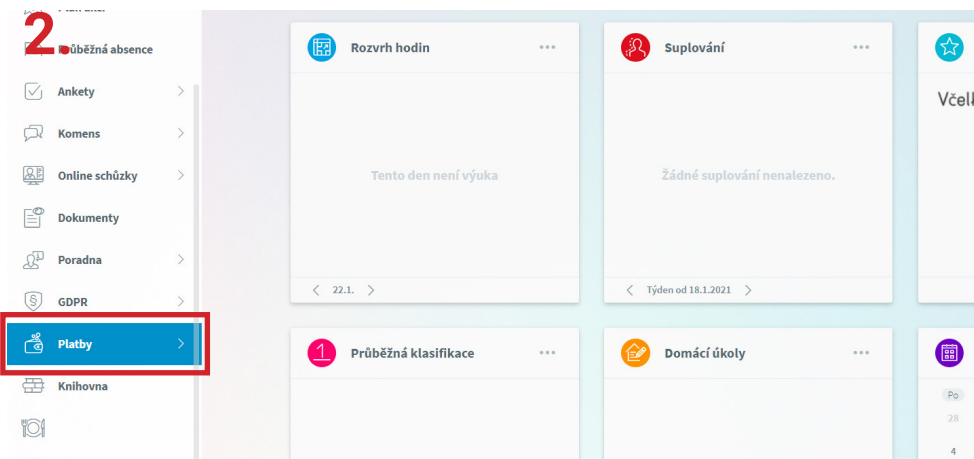 2.
Průběžná absence
Ankety
Komens
Online schůzky
Dokumenty
Poradna
GDPR
Platby
Knihovna
Rozvrh hodin
Tento den není výuka
22.1.
Suplování
Žádné suplování nenalezeno.
Týden od 18.1.2021
Průběžná klasifikace
1
Domácí úkoly
Po
28
4